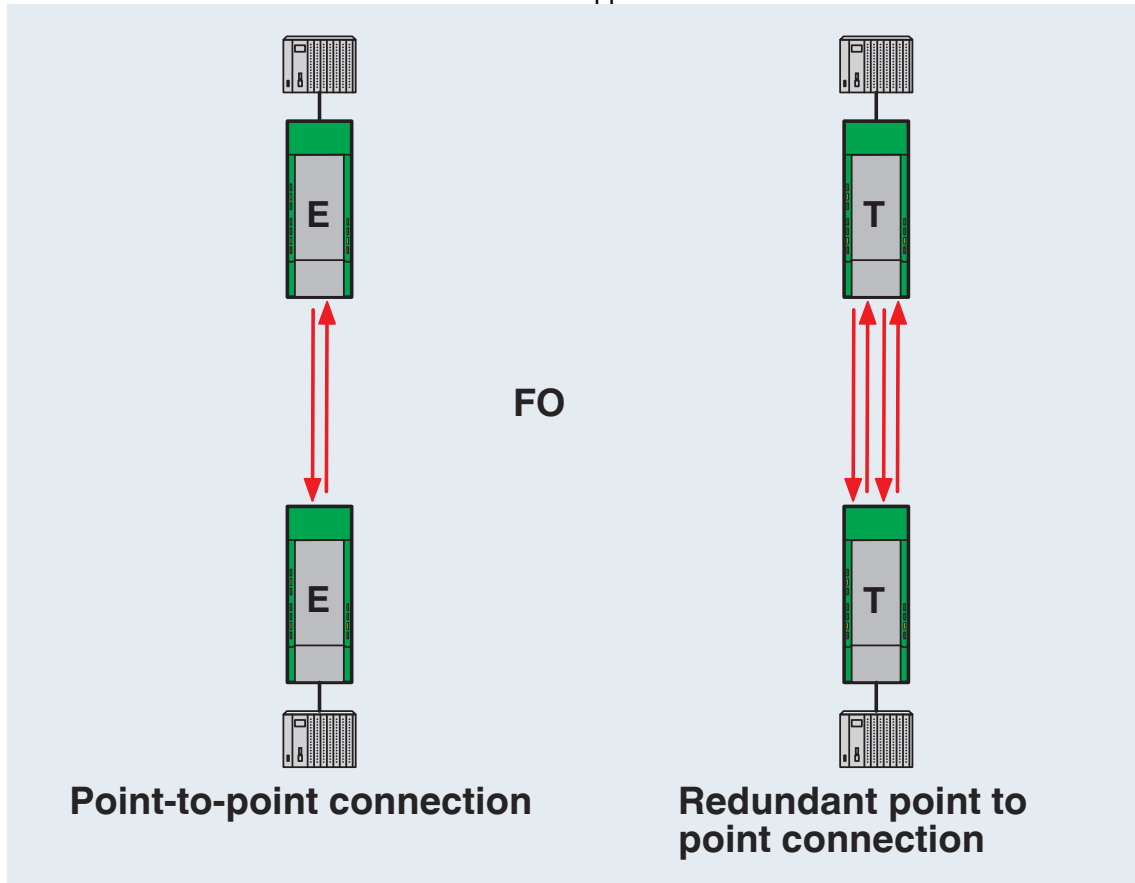 E
T
FO
E
T
Point-to-point connection
Redundant point to
point connection